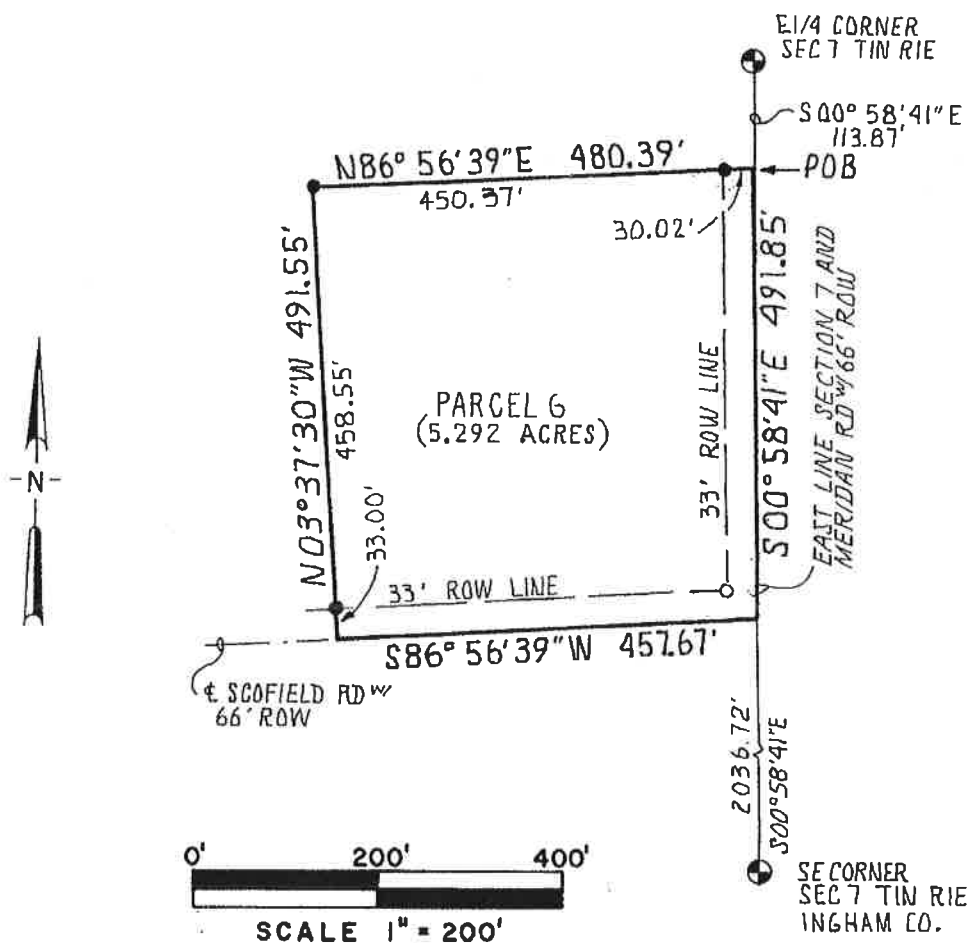 E1/4 CORNER
SEC 7 T1N R1E
S00° 58'41"E
113.87'
N86° 56'39"E 480.39'
POB
450.37'
30.02'
N03°37'30"W 491.55'
458.55'
33.00'
PARCEL 6
(5.292 ACRES)
33' ROW LINE
S00°58'41"E 491.85'
EAST LINE SECTION 7 AND
MERIDAN RD w/ 66' ROW
-N-
33' ROW LINE
S86°56'39"W 457.67'
℄ SCOFIELD RD w/
66' ROW
2036.72'
S00°58'41"E
0' 200' 400'
SCALE 1" = 200'
SE CORNER
SEC 7 T1N R1E
INGHAM CO.